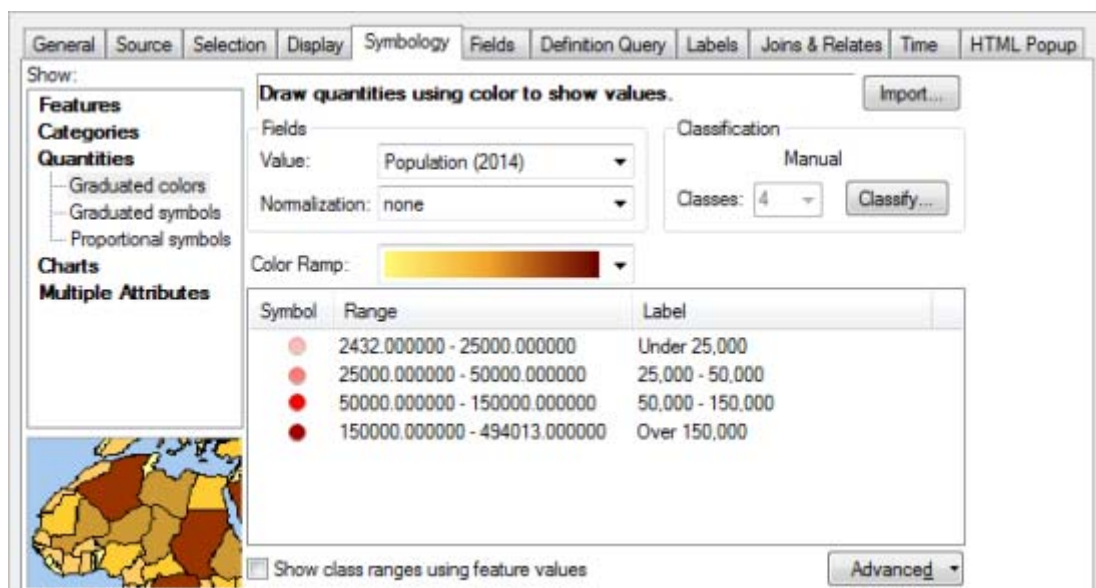 General Source Selection Display Symbology Fields Definition Query Labels Joins & Relates Time HTML Popup
Show:
Features
Categories
Quantities
Graduated colors
Graduated symbols
Proportional symbols
Charts
Multiple Attributes
Draw quantities using color to show values.
Import...
Fields
Value: Population (2014)
Normalization: none
Classification
Manual
Classes: 4 Classify...
Color Ramp:
Symbol Range Label
2432.000000 - 25000.000000 Under 25,000
25000.000000 - 50000.000000 25,000 - 50,000
50000.000000 - 150000.000000 50,000 - 150,000
150000.000000 - 494013.000000 Over 150,000
Show class ranges using feature values
Advanced